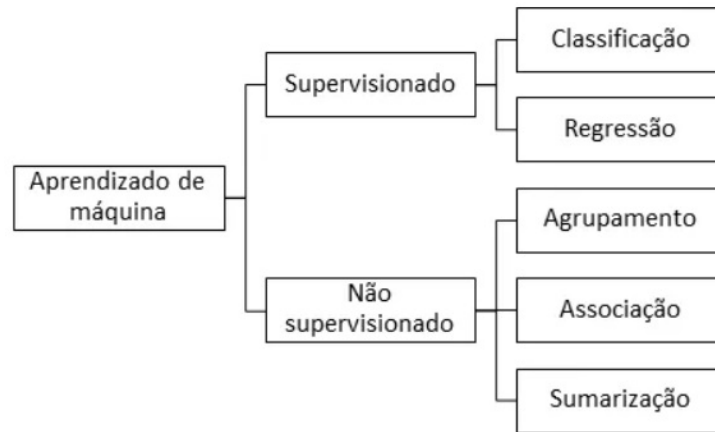 Aprendizado de
máquina
Supervisionado
Classificação
Regressão
Não
supervisionado
Agrupamento
Associação
Sumarização